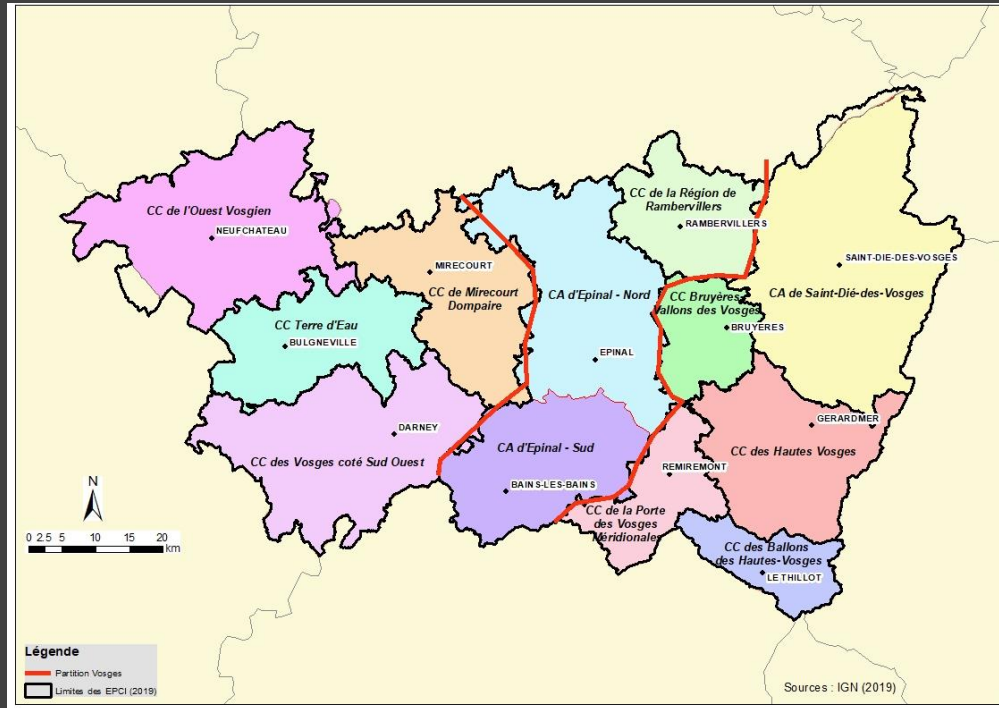 CC de l'Ouest Vosgien
NEUFCHATEAU
CC de la Région de
Rambervillers
RAMBERVILLERS
MIRECOURT
CC de Mirecourt
Dompaire
CA d'Epinal - Nord
EPINAL
SAINT-DIE-DES-VOSGES
CA de Saint-Dié-des-Vosges
CC Bruyères
Vallons des Vosges
BRUYERES
CC Terre d'Eau
BULGNEVILLE
DARNEY
CC des Vosges coté Sud Ouest
CA d'Epinal - Sud
BAINS-LES-BAINS
GERARDMER
CC des Hautes Vosges
REMIREMONT
CC de la Porte
des Vosges
Méridionales
CC des Ballons
des Hautes-Vosges
LE THILLOT
N
0 2.5 5 10 15 20
km
Légende
Partition Vosges
Limites des EPCI (2019)
Sources : IGN (2019)